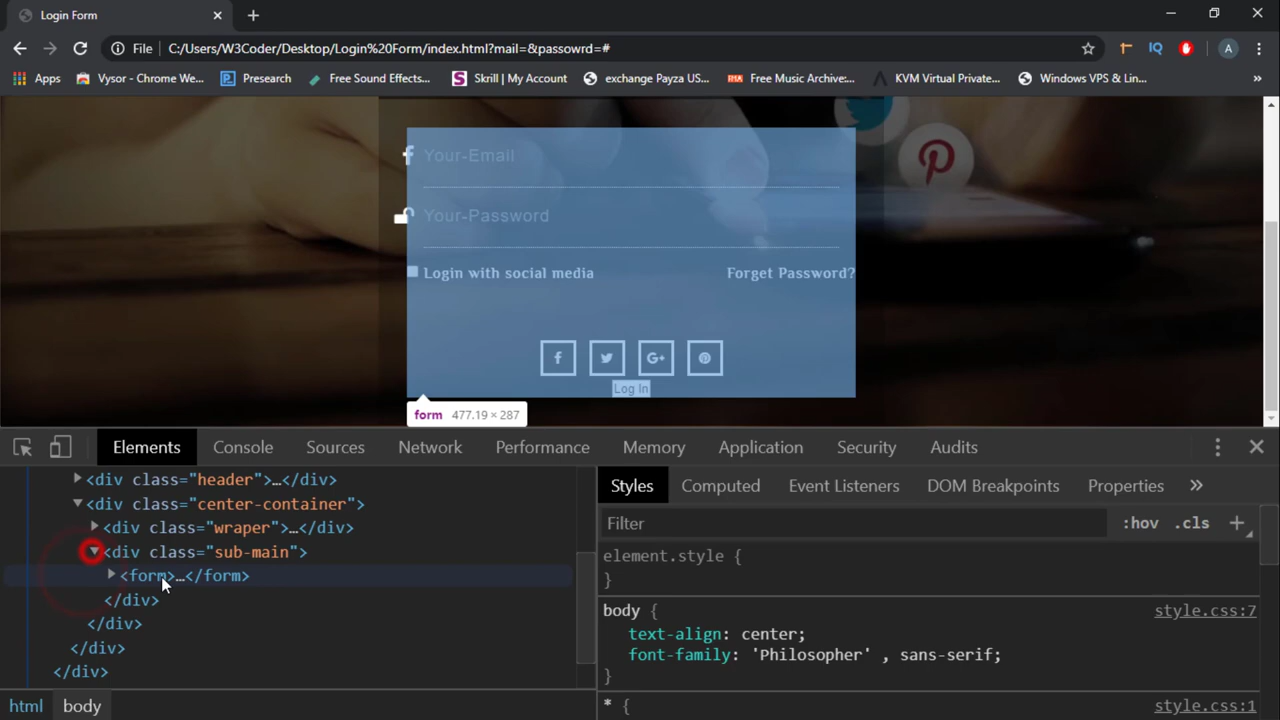 Login Form
File C:/Users/W3Coder/Desktop/Login%20Form/index.html?mail=&passowrd=#
IQ
A
Apps Vysor - Chrome We... Presearch Free Sound Effects... Skrill | My Account exchange Payza US... Free Music Archive:... KVM Virtual Private... Windows VPS & Lin... »
Your-Email
Your-Password
Login with social media Forget Password?
Log In
form 477.19 × 287
Elements Console Sources Network Performance Memory Application Security Audits
<div class="header">…</div>
<div class="center-container">
<div class="wraper">…</div>
<div class="sub-main">
<form>…</form>
</div>
</div>
</div>
</div>
html body
Styles Computed Event Listeners DOM Breakpoints Properties »
Filter :hov .cls +
element.style {
}
body { style.css:7
text-align: center;
font-family: 'Philosopher' , sans-serif;
}
* { style.css:1